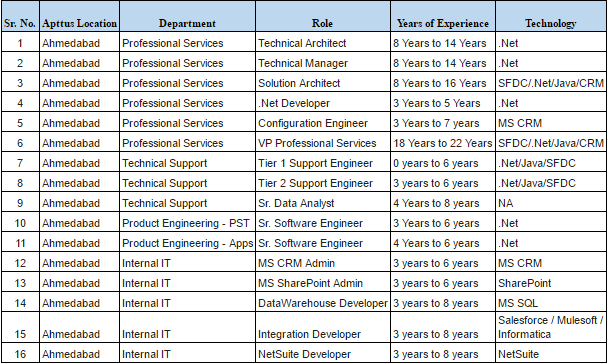 Sr. No. Apttus Location Department Role Years of Experience Technology
1 Ahmedabad Professional Services Technical Architect 8 Years to 14 Years .Net
2 Ahmedabad Professional Services Technical Manager 8 Years to 14 Years .Net
3 Ahmedabad Professional Services Solution Architect 8 Years to 16 Years SFDC/.Net/Java/CRM
4 Ahmedabad Professional Services .Net Developer 3 Years to 5 Years .Net
5 Ahmedabad Professional Services Configuration Engineer 3 Years to 7 years MS CRM
6 Ahmedabad Professional Services VP Professional Services 18 Years to 22 Years SFDC/.Net/Java/CRM
7 Ahmedabad Technical Support Tier 1 Support Engineer 0 years to 6 years .Net/Java/SFDC
8 Ahmedabad Technical Support Tier 2 Support Engineer 3 years to 6 years .Net/Java/SFDC
9 Ahmedabad Technical Support Sr. Data Analyst 4 Years to 8 years NA
10 Ahmedabad Product Engineering - PST Sr. Software Engineer 3 Years to 6 years .Net
11 Ahmedabad Product Engineering - Apps Sr. Software Engineer 4 Years to 6 years .Net
12 Ahmedabad Internal IT MS CRM Admin 3 years to 6 years MS CRM
13 Ahmedabad Internal IT MS SharePoint Admin 3 years to 6 years SharePoint
14 Ahmedabad Internal IT DataWarehouse Developer 3 years to 8 years MS SQL
15 Ahmedabad Internal IT Integration Developer 3 years to 8 years Salesforce / Mulesoft /
Informatica
16 Ahmedabad Internal IT NetSuite Developer 3 years to 8 years NetSuite